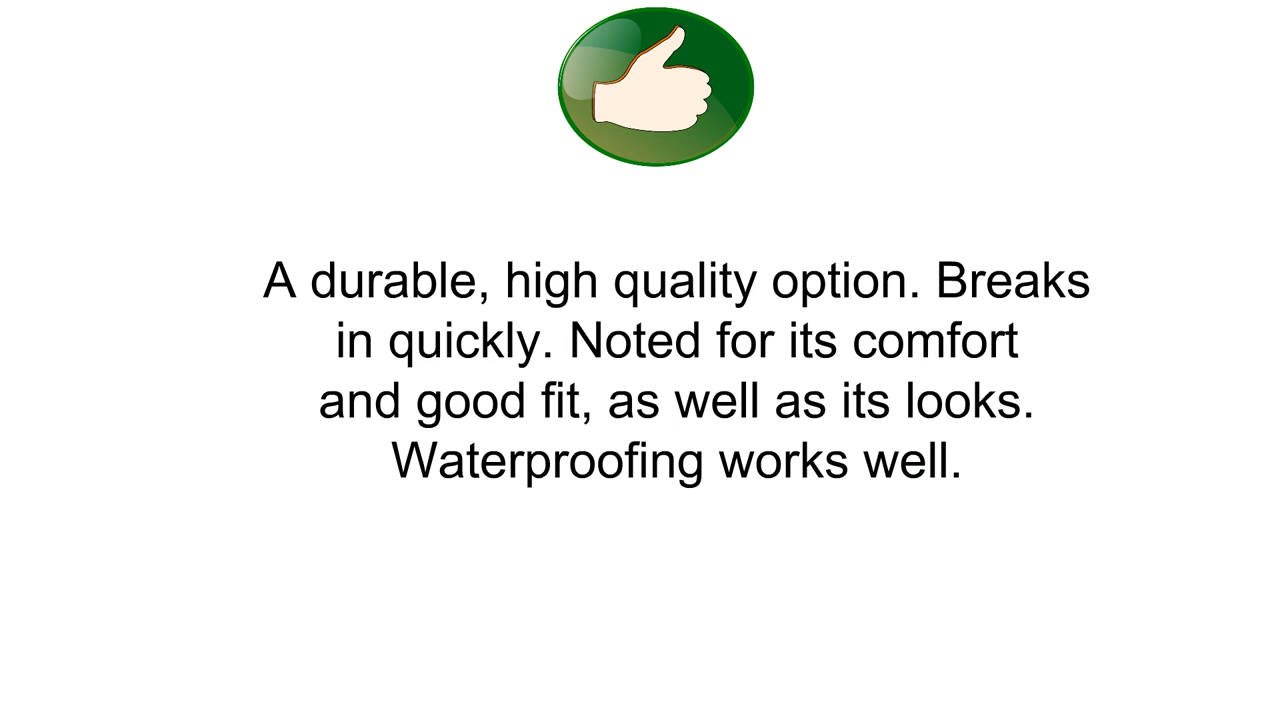 A durable, high quality option. Breaks
in quickly. Noted for its comfort
and good fit, as well as its looks.
Waterproofing works well.